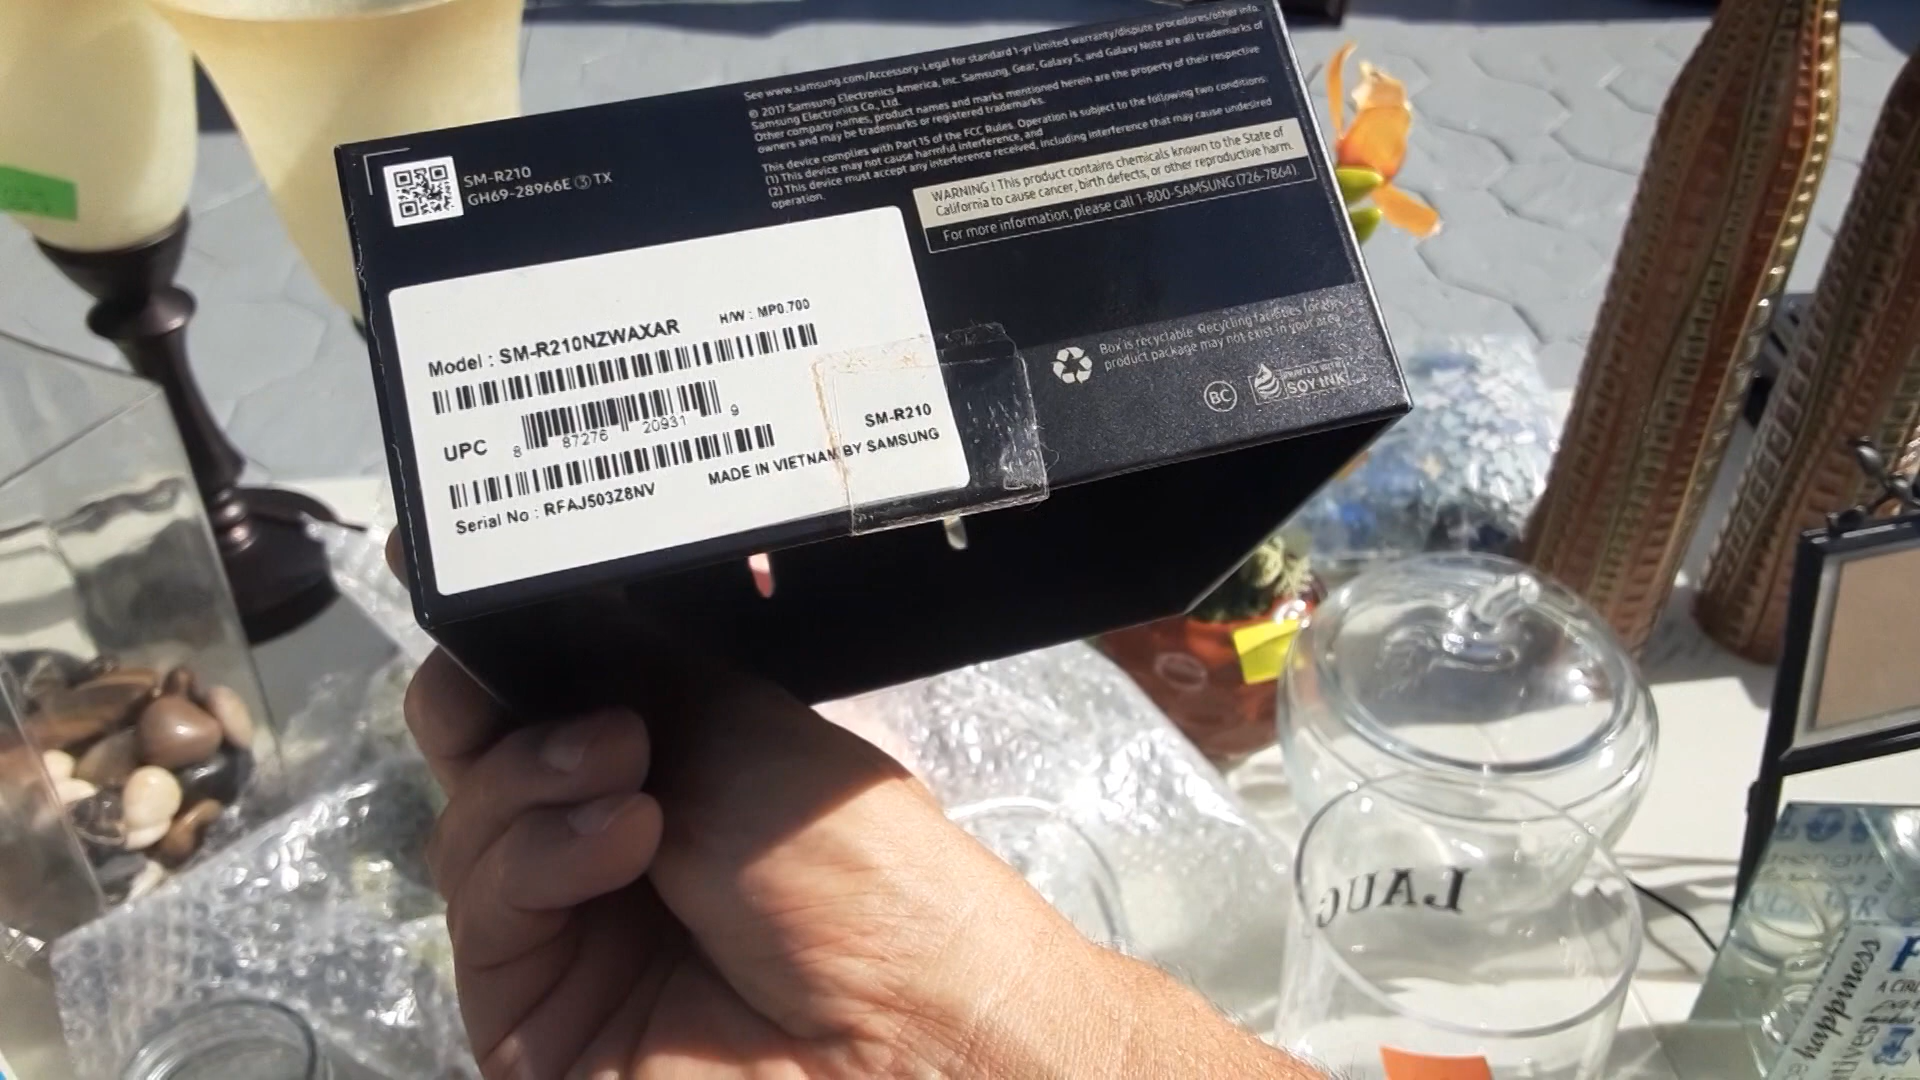 See www.samsung.com/Accessory-Legal for standard 1-yr limited warranty/dispute procedures/other info.
© 2017 Samsung Electronics America, Inc. Samsung, Gear, Galaxy S, and Galaxy Note are all trademarks of
Samsung Electronics Co., Ltd.
Other company names, product names and marks mentioned herein are the property of their respective
owners and may be trademarks or registered trademarks.
This device complies with Part 15 of the FCC Rules. Operation is subject to the following two conditions:
(1) This device may not cause harmful interference, and
(2) This device must accept any interference received, including interference that may cause undesired
operation.
SM-R210
GH69-28966E 3 TX
WARNING ! This product contains chemicals known to the State of
California to cause cancer, birth defects, or other reproductive harm.
For more information, please call 1-800-SAMSUNG (726-7864).
Model : SM-R210NZWAXAR
H/W : MP0.700
UPC
8 87276 20931 9
Serial No : RFAJ503Z8NV
SM-R210
MADE IN VIETNAM BY SAMSUNG
Box is recyclable. Recycling facilities for this
product package may not exist in your area.
BC
PRINTED WITH
SOY INK
LAUG
happiness
A CIRC